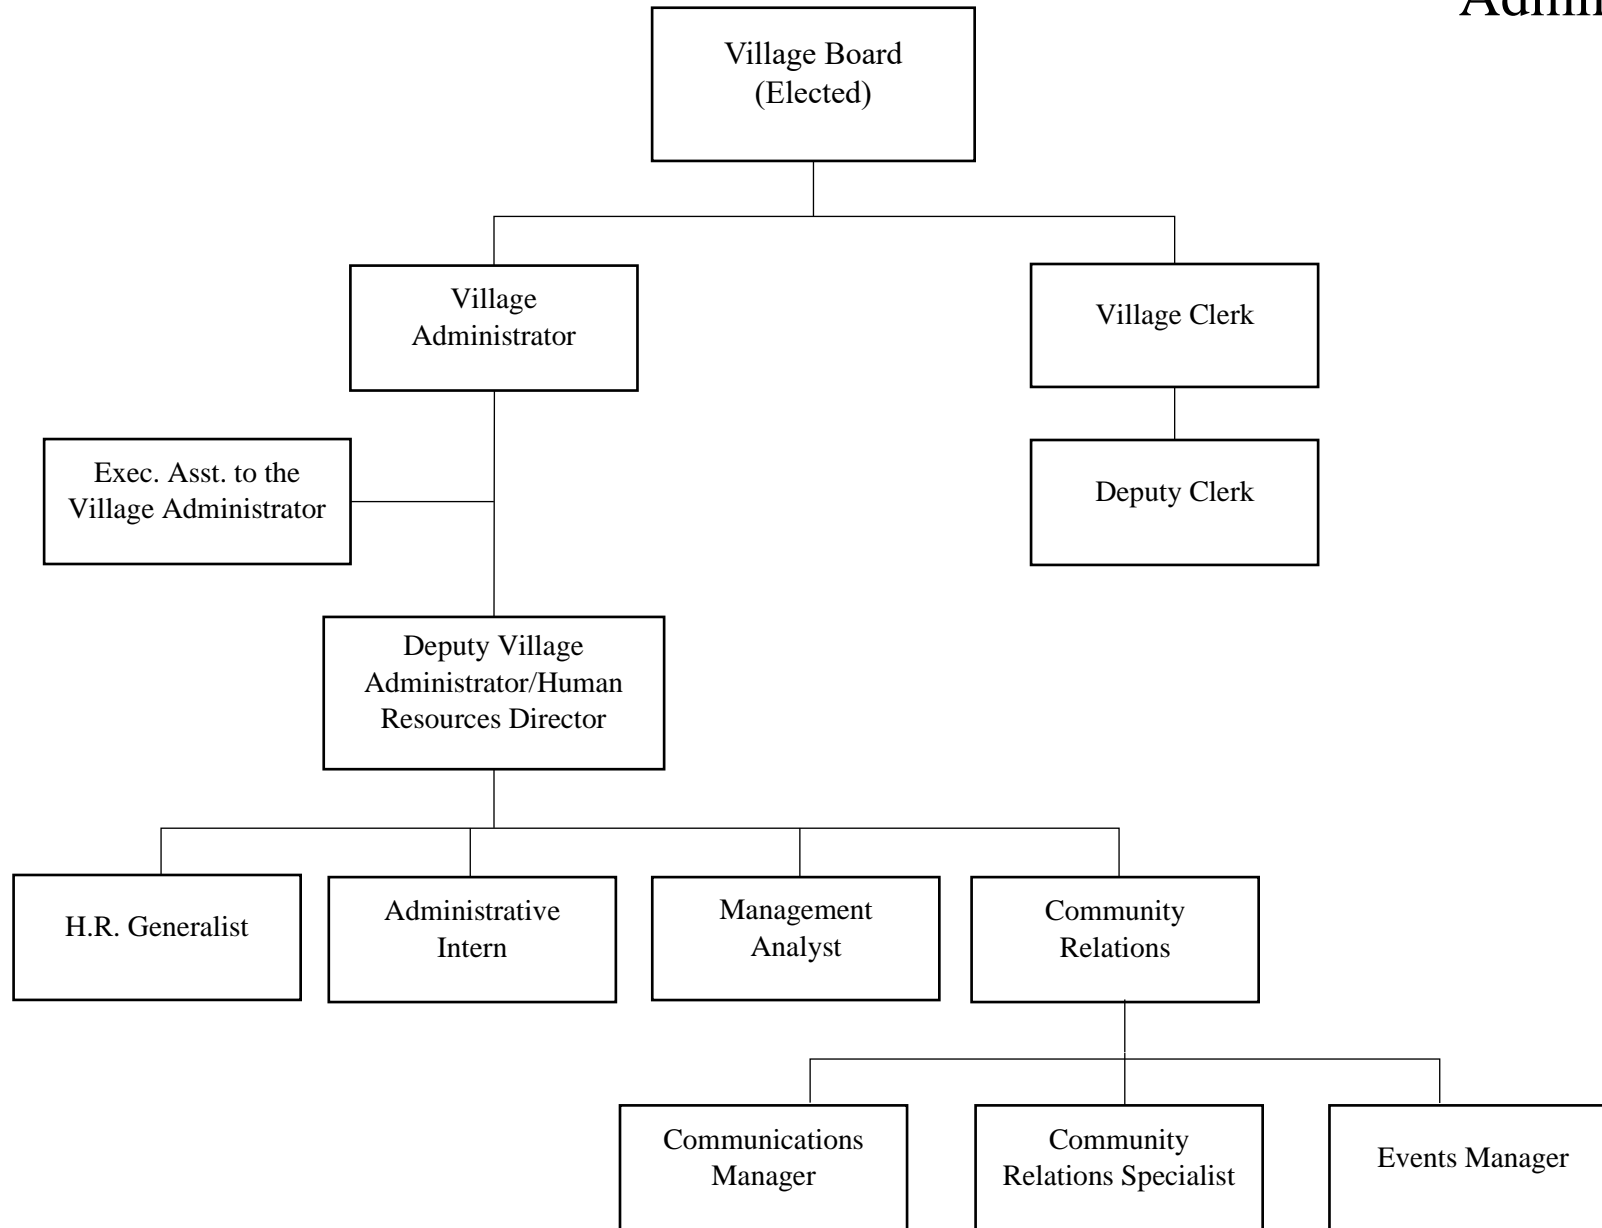 Village Board
(Elected)
Village
Administrator
Village Clerk
Exec. Asst. to the
Village Administrator
Deputy Clerk
Deputy Village
Administrator/Human
Resources Director
H.R. Generalist
Administrative
Intern
Management
Analyst
Community
Relations
Communications
Manager
Community
Relations Specialist
Events Manager